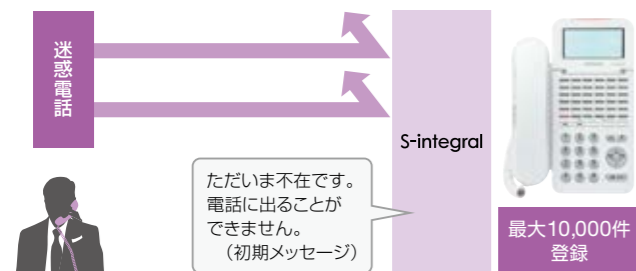 迷惑電話
S-integral
ただいま不在です。
電話に出ることが
できません。
（初期メッセージ）
最大10,000件
登録